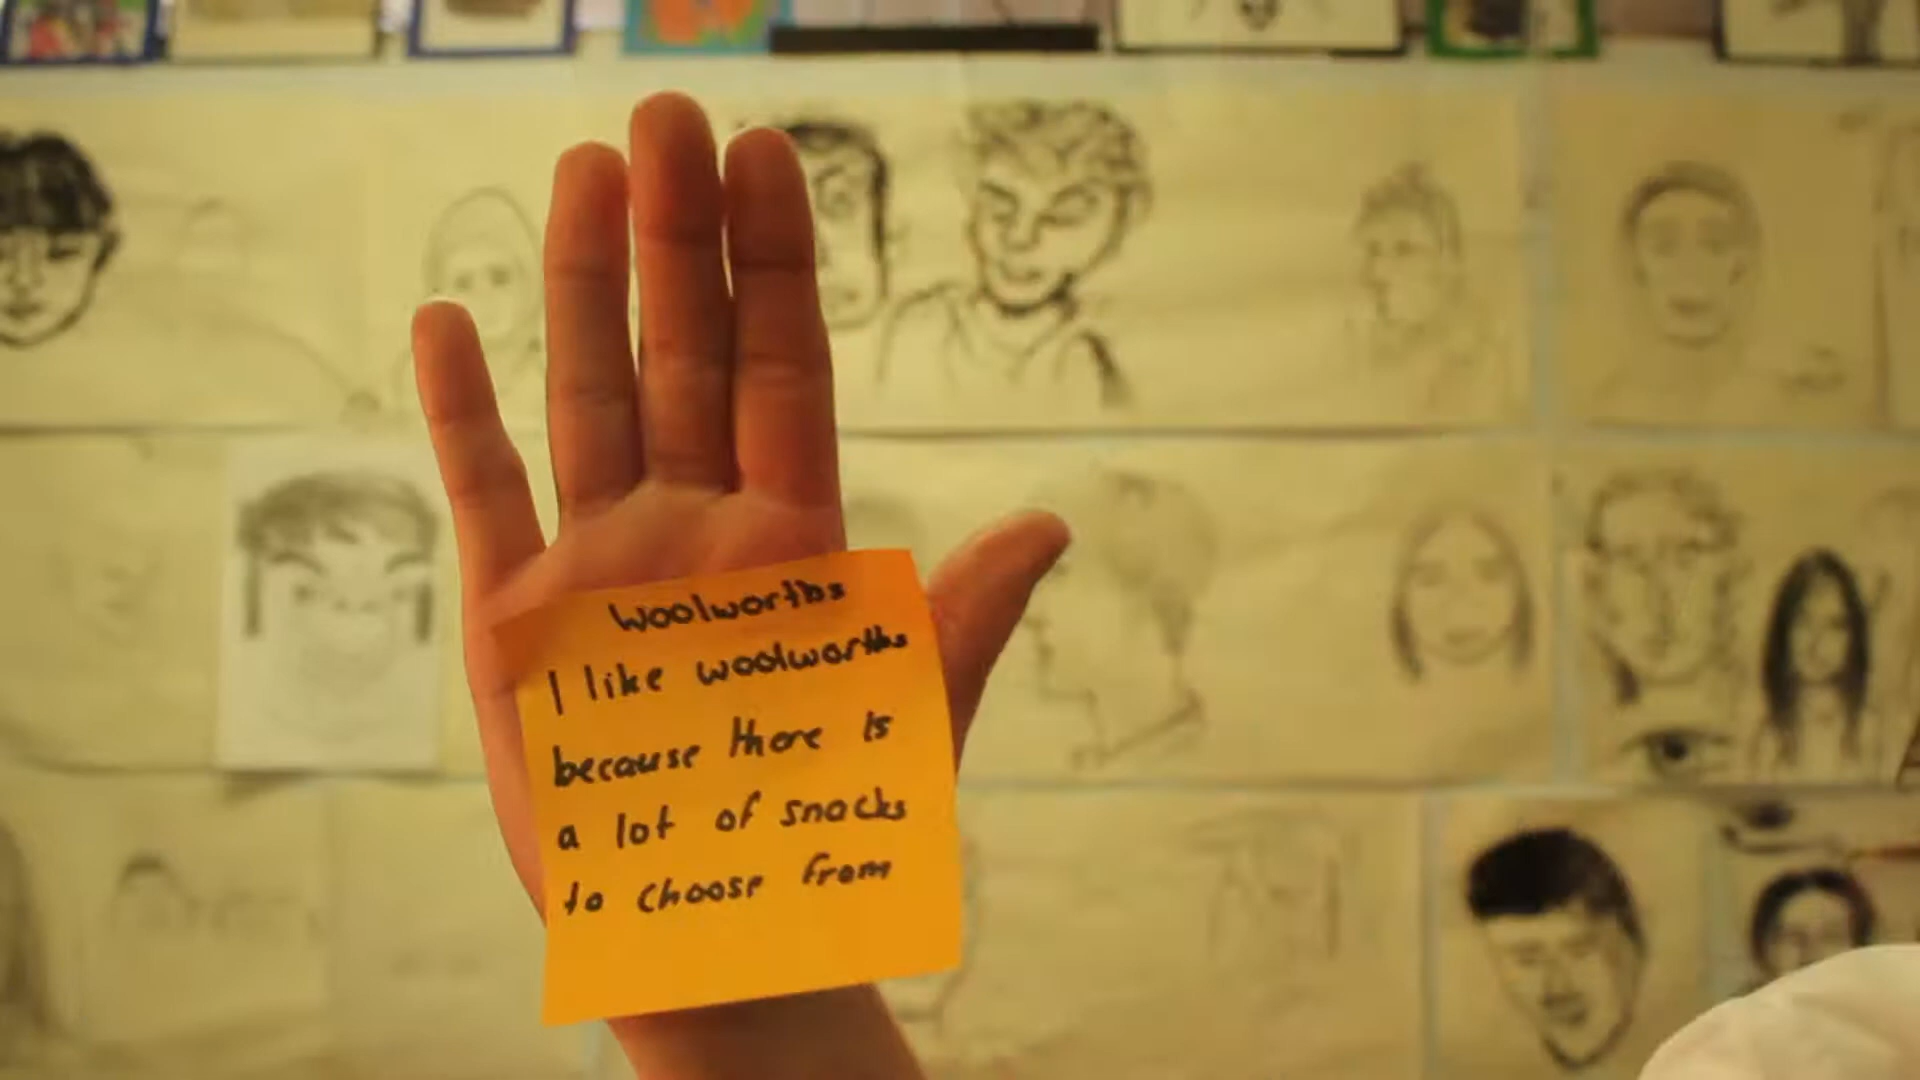 Woolworths
I like woolworths
because there is
a lot of snacks
to choose from